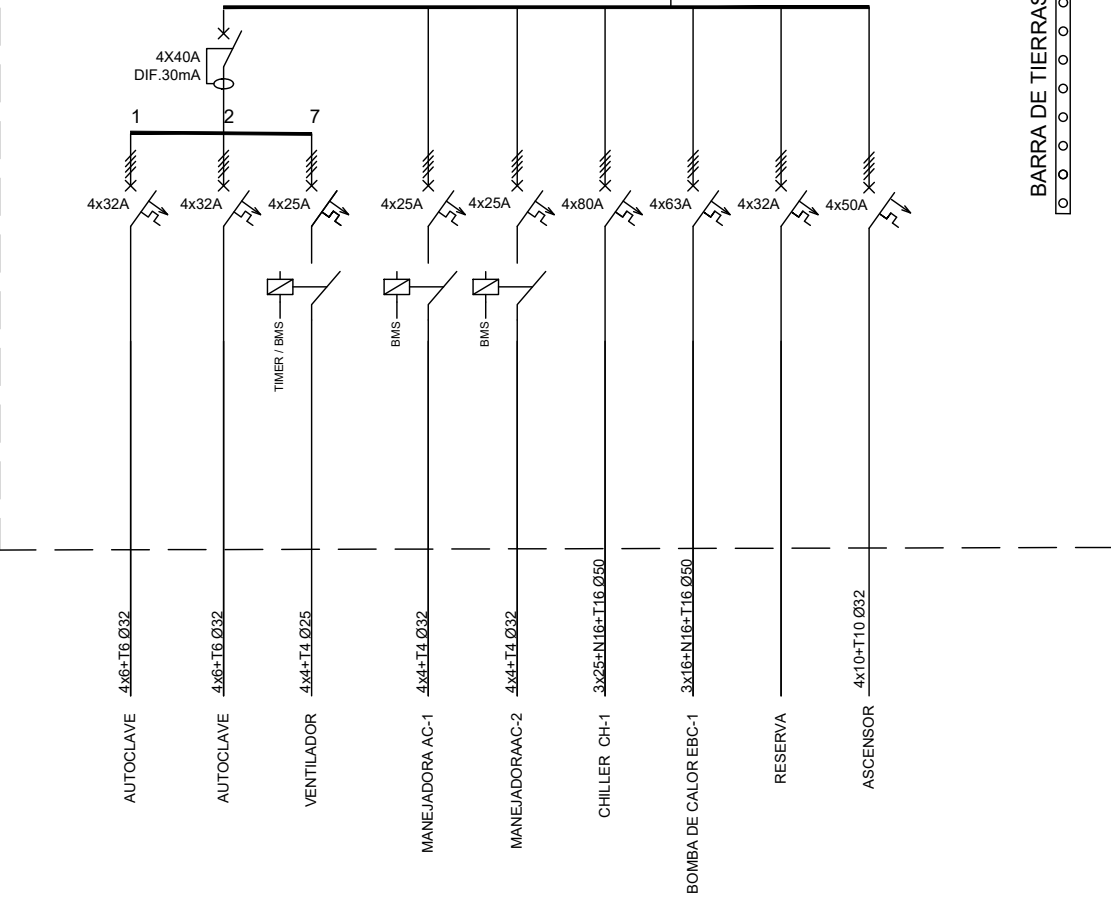 4X40A
DIF.30mA
1
2
7
4x32A
4x32A
4x25A
4x25A
4x25A
4x80A
4x63A
4x32A
4x50A
TIMER / BMS
BMS
BMS
4x6+T6 Ø32
4x6+T6 Ø32
4x4+T4 Ø25
4x4+T4 Ø32
4x4+T4 Ø32
3x25+N16+T16 Ø50
3x16+N16+T16 Ø50
4x10+T10 Ø32
AUTOCLAVE
AUTOCLAVE
VENTILADOR
MANEJADORA AC-1
MANEJADORAAC-2
CHILLER CH-1
BOMBA DE CALOR EBC-1
RESERVA
ASCENSOR
BARRA DE TIERRAS